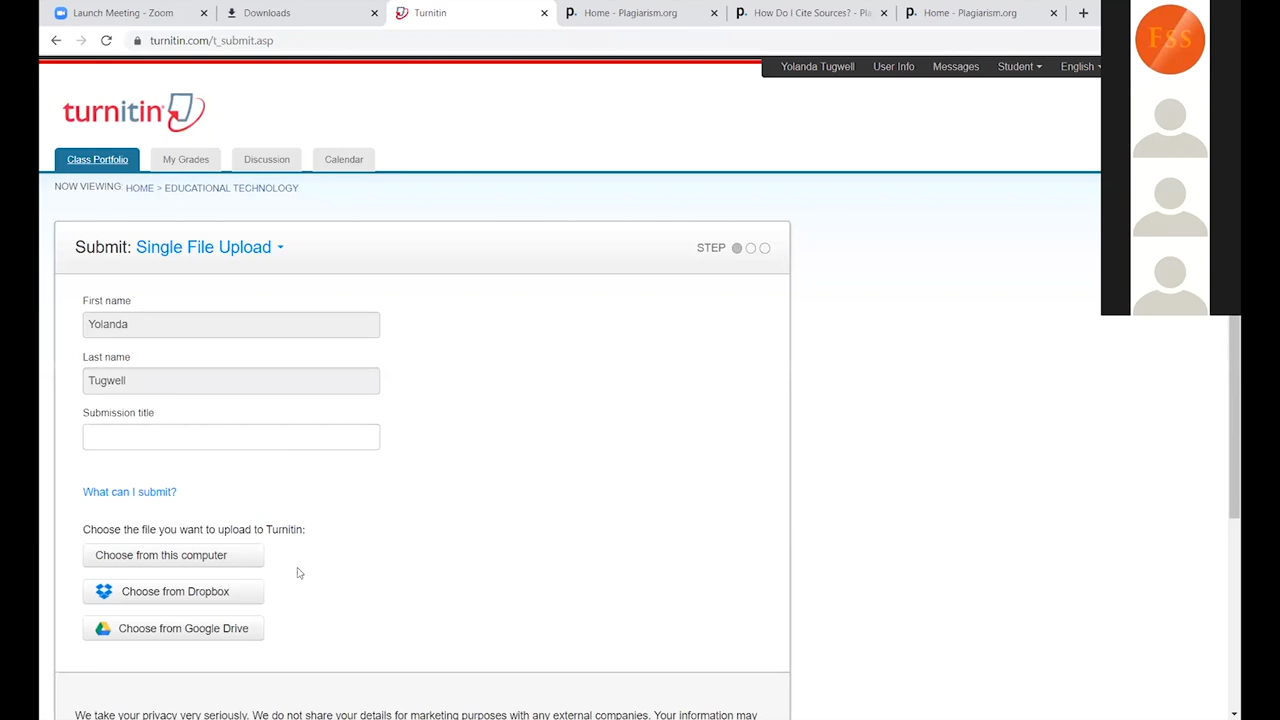 Launch Meeting - Zoom
Downloads
Turnitin
Home - Plagiarism.org
How Do I Cite Sources? - Pla
Home - Plagiarism.org
turnitin.com/t_submit.asp
Fss
Yolanda Tugwell User Info Messages Student English
turnitin
Class Portfolio My Grades Discussion Calendar
NOW VIEWING: HOME > EDUCATIONAL TECHNOLOGY
Submit: Single File Upload
STEP
First name
Yolanda
Last name
Tugwell
Submission title
What can I submit?
Choose the file you want to upload to Turnitin:
Choose from this computer
Choose from Dropbox
Choose from Google Drive
We take your privacy very seriously. We do not share your details for marketing purposes with any external companies. Your information may